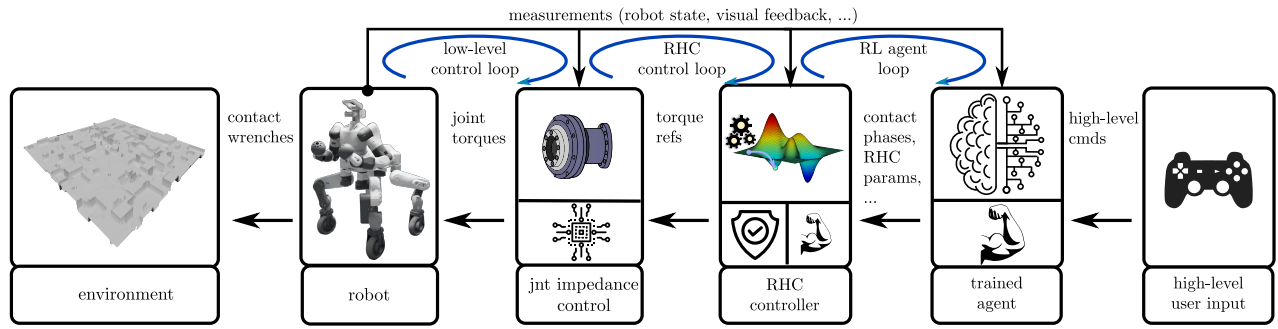 measurements (robot state, visual feedback, ...)
low-level
control loop
RHC
control loop
RL agent
loop
contact
wrenches
joint
torques
torque
refs
contact
phases,
RHC
params,
...
high-level
cmds
environment
robot
jnt impedance
control
RHC
controller
trained
agent
high-level
user input